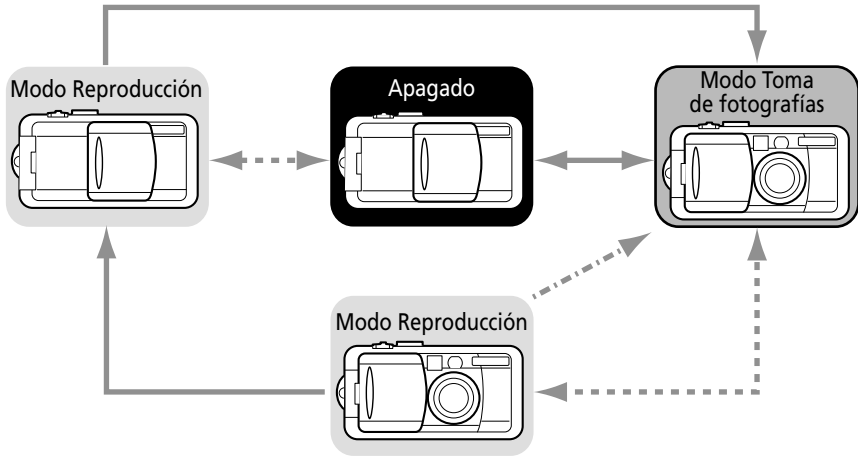 Modo Reproducción
Apagado
Modo Toma
de fotografías
Modo Reproducción